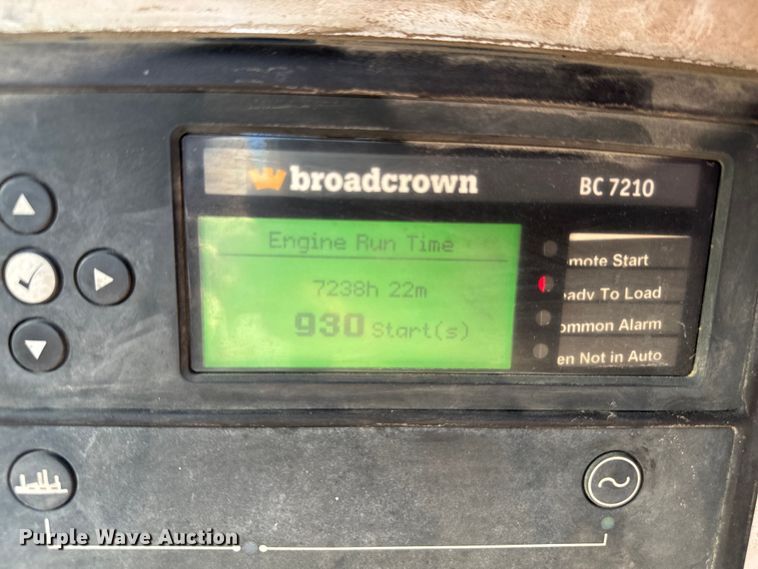 broadcrown
BC 7210
Engine Run Time
7238h 22m
930 Start(s)
emote Start
eady To Load
ommon Alarm
en Not in Auto
Purple Wave Auction